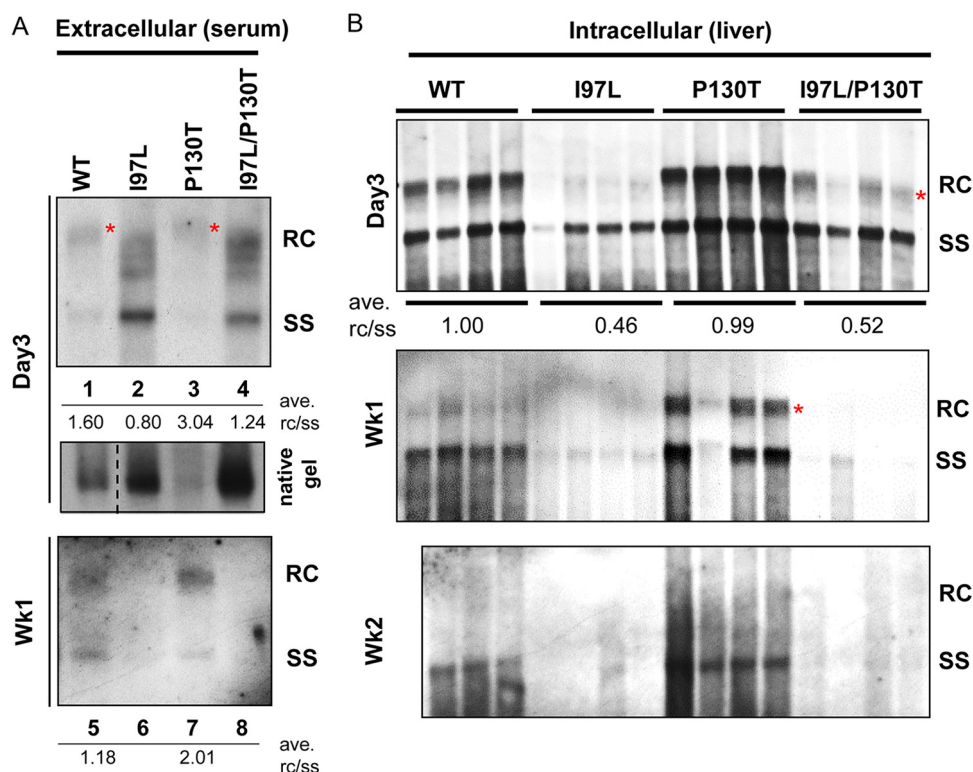 A
Extracellular (serum)
WT
I97L
P130T
I97L/P130T
Day3
*
*
RC
SS
1 2 3 4 ave.
1.60 0.80 3.04 1.24 rc/ss
native
gel
Wk1
RC
SS
5 6 7 8
ave.
1.18 2.01 rc/ss
B
Intracellular (liver)
WT I97L P130T I97L/P130T
Day3
RC
*
SS
ave.
rc/ss 1.00 0.46 0.99 0.52
Wk1
RC
*
SS
Wk2
RC
SS